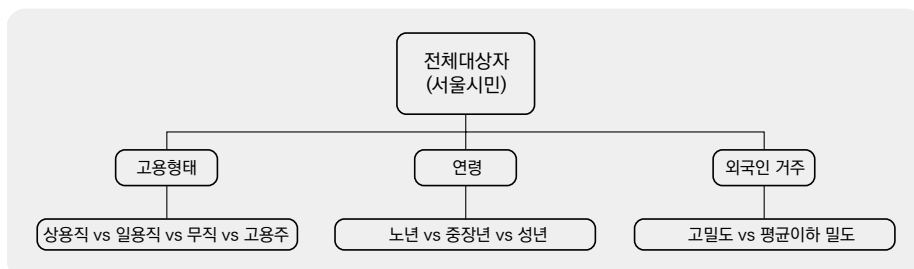 전체대상자
(서울시민)
고용형태
연령
외국인 거주
상용직 vs 일용직 vs 무직 vs 고용주
노년 vs 중장년 vs 성년
고밀도 vs 평균이하 밀도